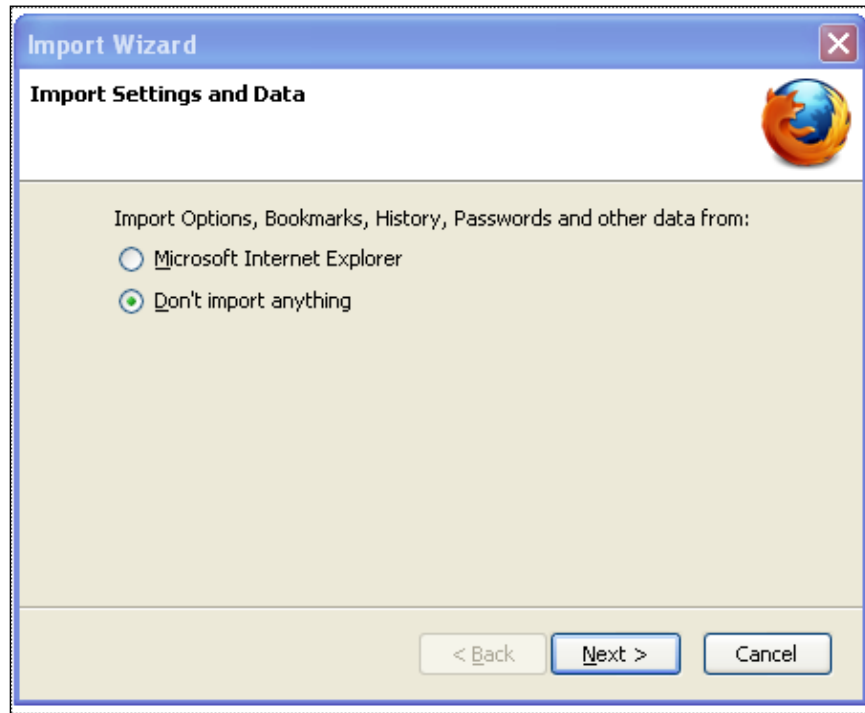 Import Wizard
Import Settings and Data
Import Options, Bookmarks, History, Passwords and other data from:
Microsoft Internet Explorer
Don't import anything
< Back Next > Cancel